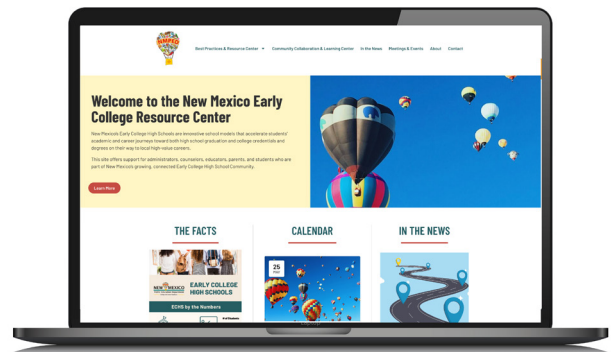 NMPED
Best Practices & Resource Center
Community Collaboration & Learning Center
In the News
Meetings & Events
About
Contact
Welcome to the New Mexico Early
College Resource Center
New Mexico's Early College High Schools are innovative school models that accelerate students'
academic and career journeys toward both high school graduation and college credentials and
degrees on their way to local high-value careers.
This site offers support for administrators, counselors, educators, parents, and students who are
part of New Mexico's growing, connected Early College High School Community.
Learn More
THE FACTS
CALENDAR
IN THE NEWS
25
NEW MEXICO
EARLY COLLEGE
HIGH SCHOOLS
ECHS by the Numbers
# of Students